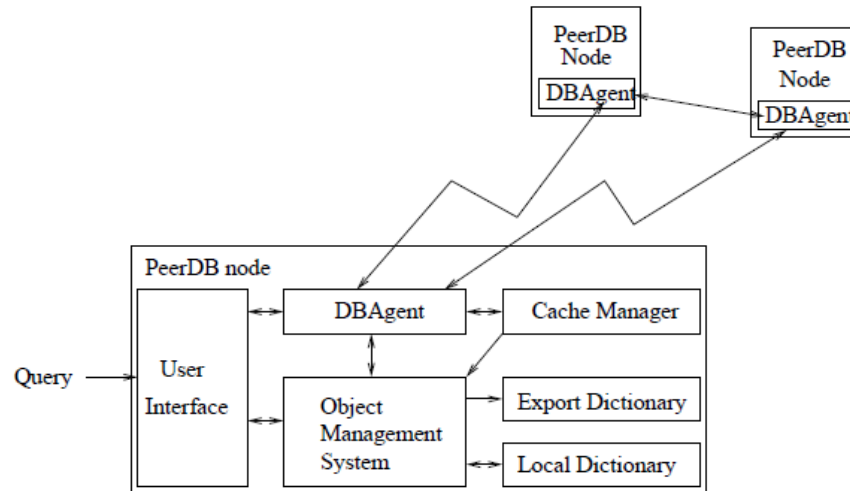 PeerDB
Node
DBAgent
PeerDB
Node
DBAgent
PeerDB node
DBAgent
Cache Manager
Query
User
Interface
Object
Management
System
Export Dictionary
Local Dictionary